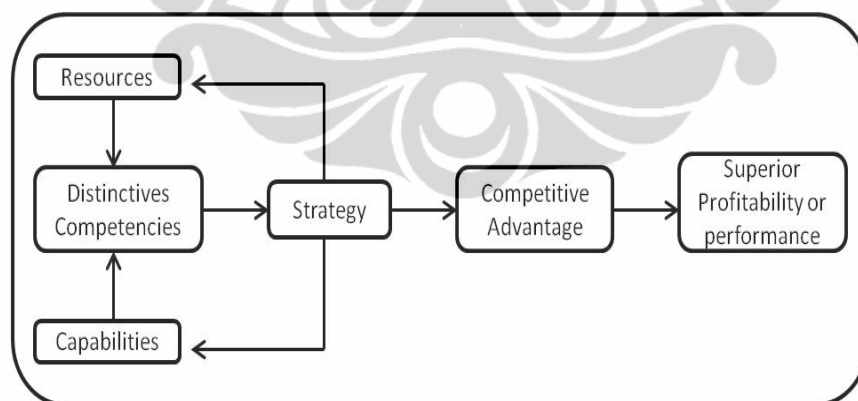 Resources
Distinctives
Competencies
Strategy
Competitive
Advantage
Superior
Profitability or
performance
Capabilities